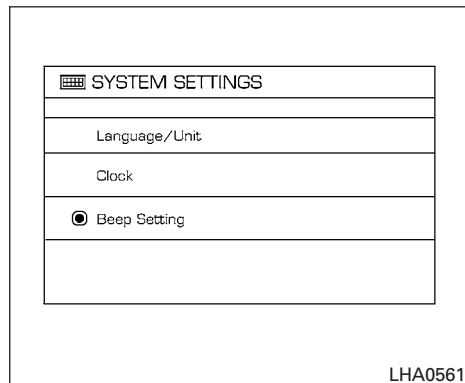 SYSTEM SETTINGS
Language/Unit
Clock
Beep Setting
LHA0561